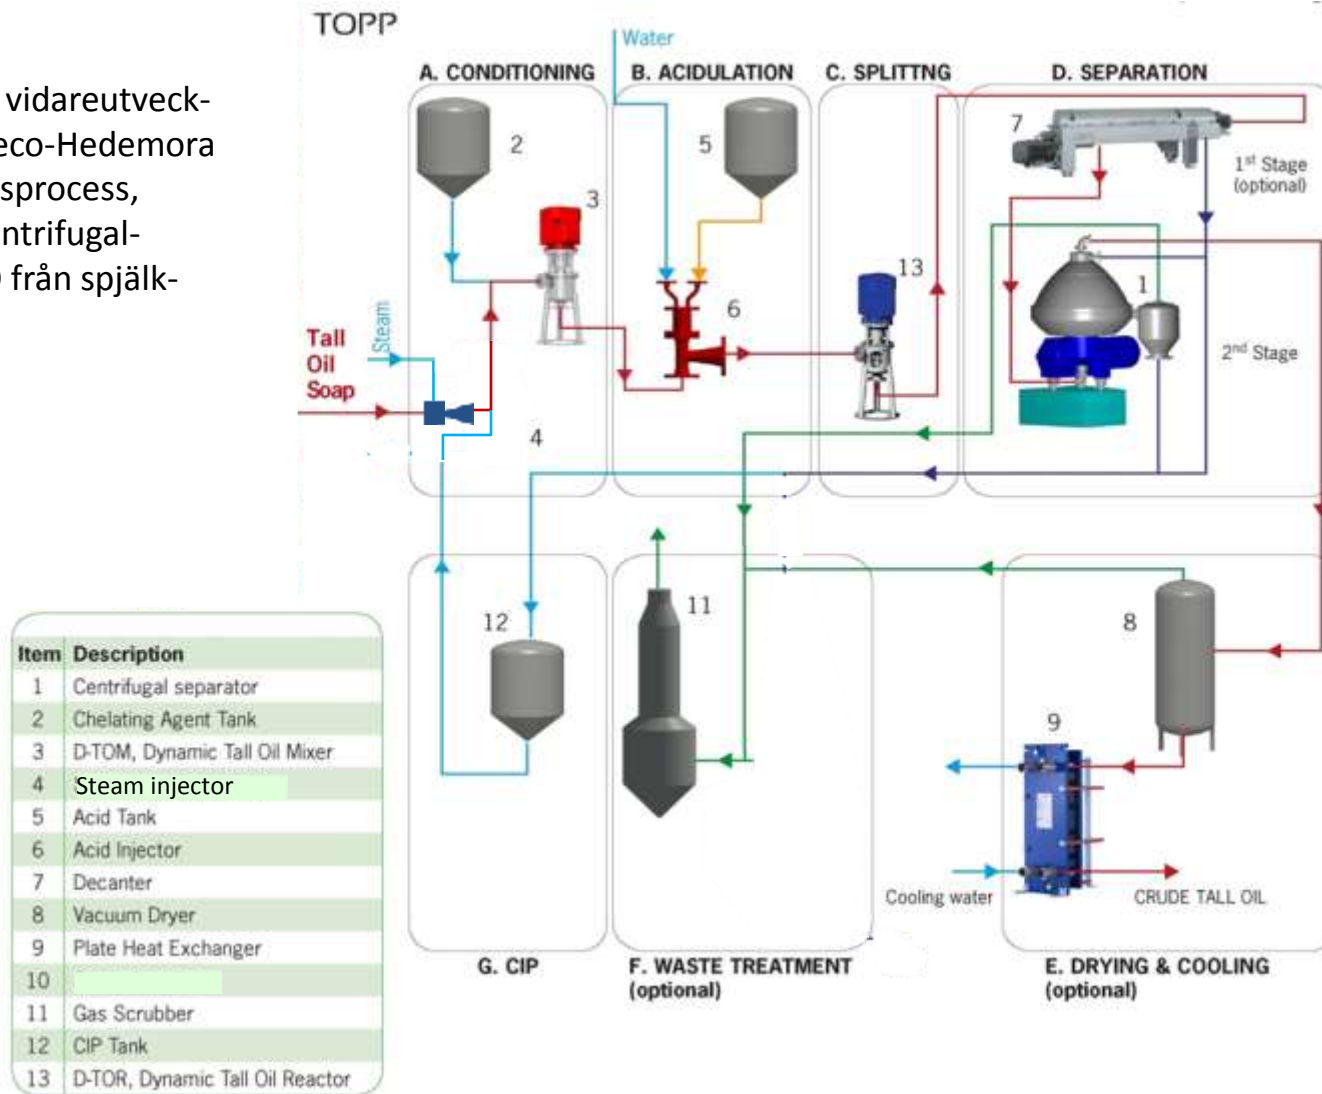 TOPP
vidareutveck-
eco-Hedemora
sprocess,
entrifugal-
från spjälk-
Water
A. CONDITIONING
B. ACIDULATION
C. SPLITTNG
D. SEPARATION
2
3
5
6
13
7
1st Stage
(optional)
1
2nd Stage
Steam
Tall
Oil
Soap
4
12
11
8
9
Cooling water
CRUDE TALL OIL
G. CIP
F. WASTE TREATMENT
(optional)
E. DRYING & COOLING
(optional)
Item Description
1 Centrifugal separator
2 Chelating Agent Tank
3 D-TOM, Dynamic Tall Oil Mixer
4 Steam injector
5 Acid Tank
6 Acid Injector
7 Decanter
8 Vacuum Dryer
9 Plate Heat Exchanger
10
11 Gas Scrubber
12 CIP Tank
13 D-TOR, Dynamic Tall Oil Reactor